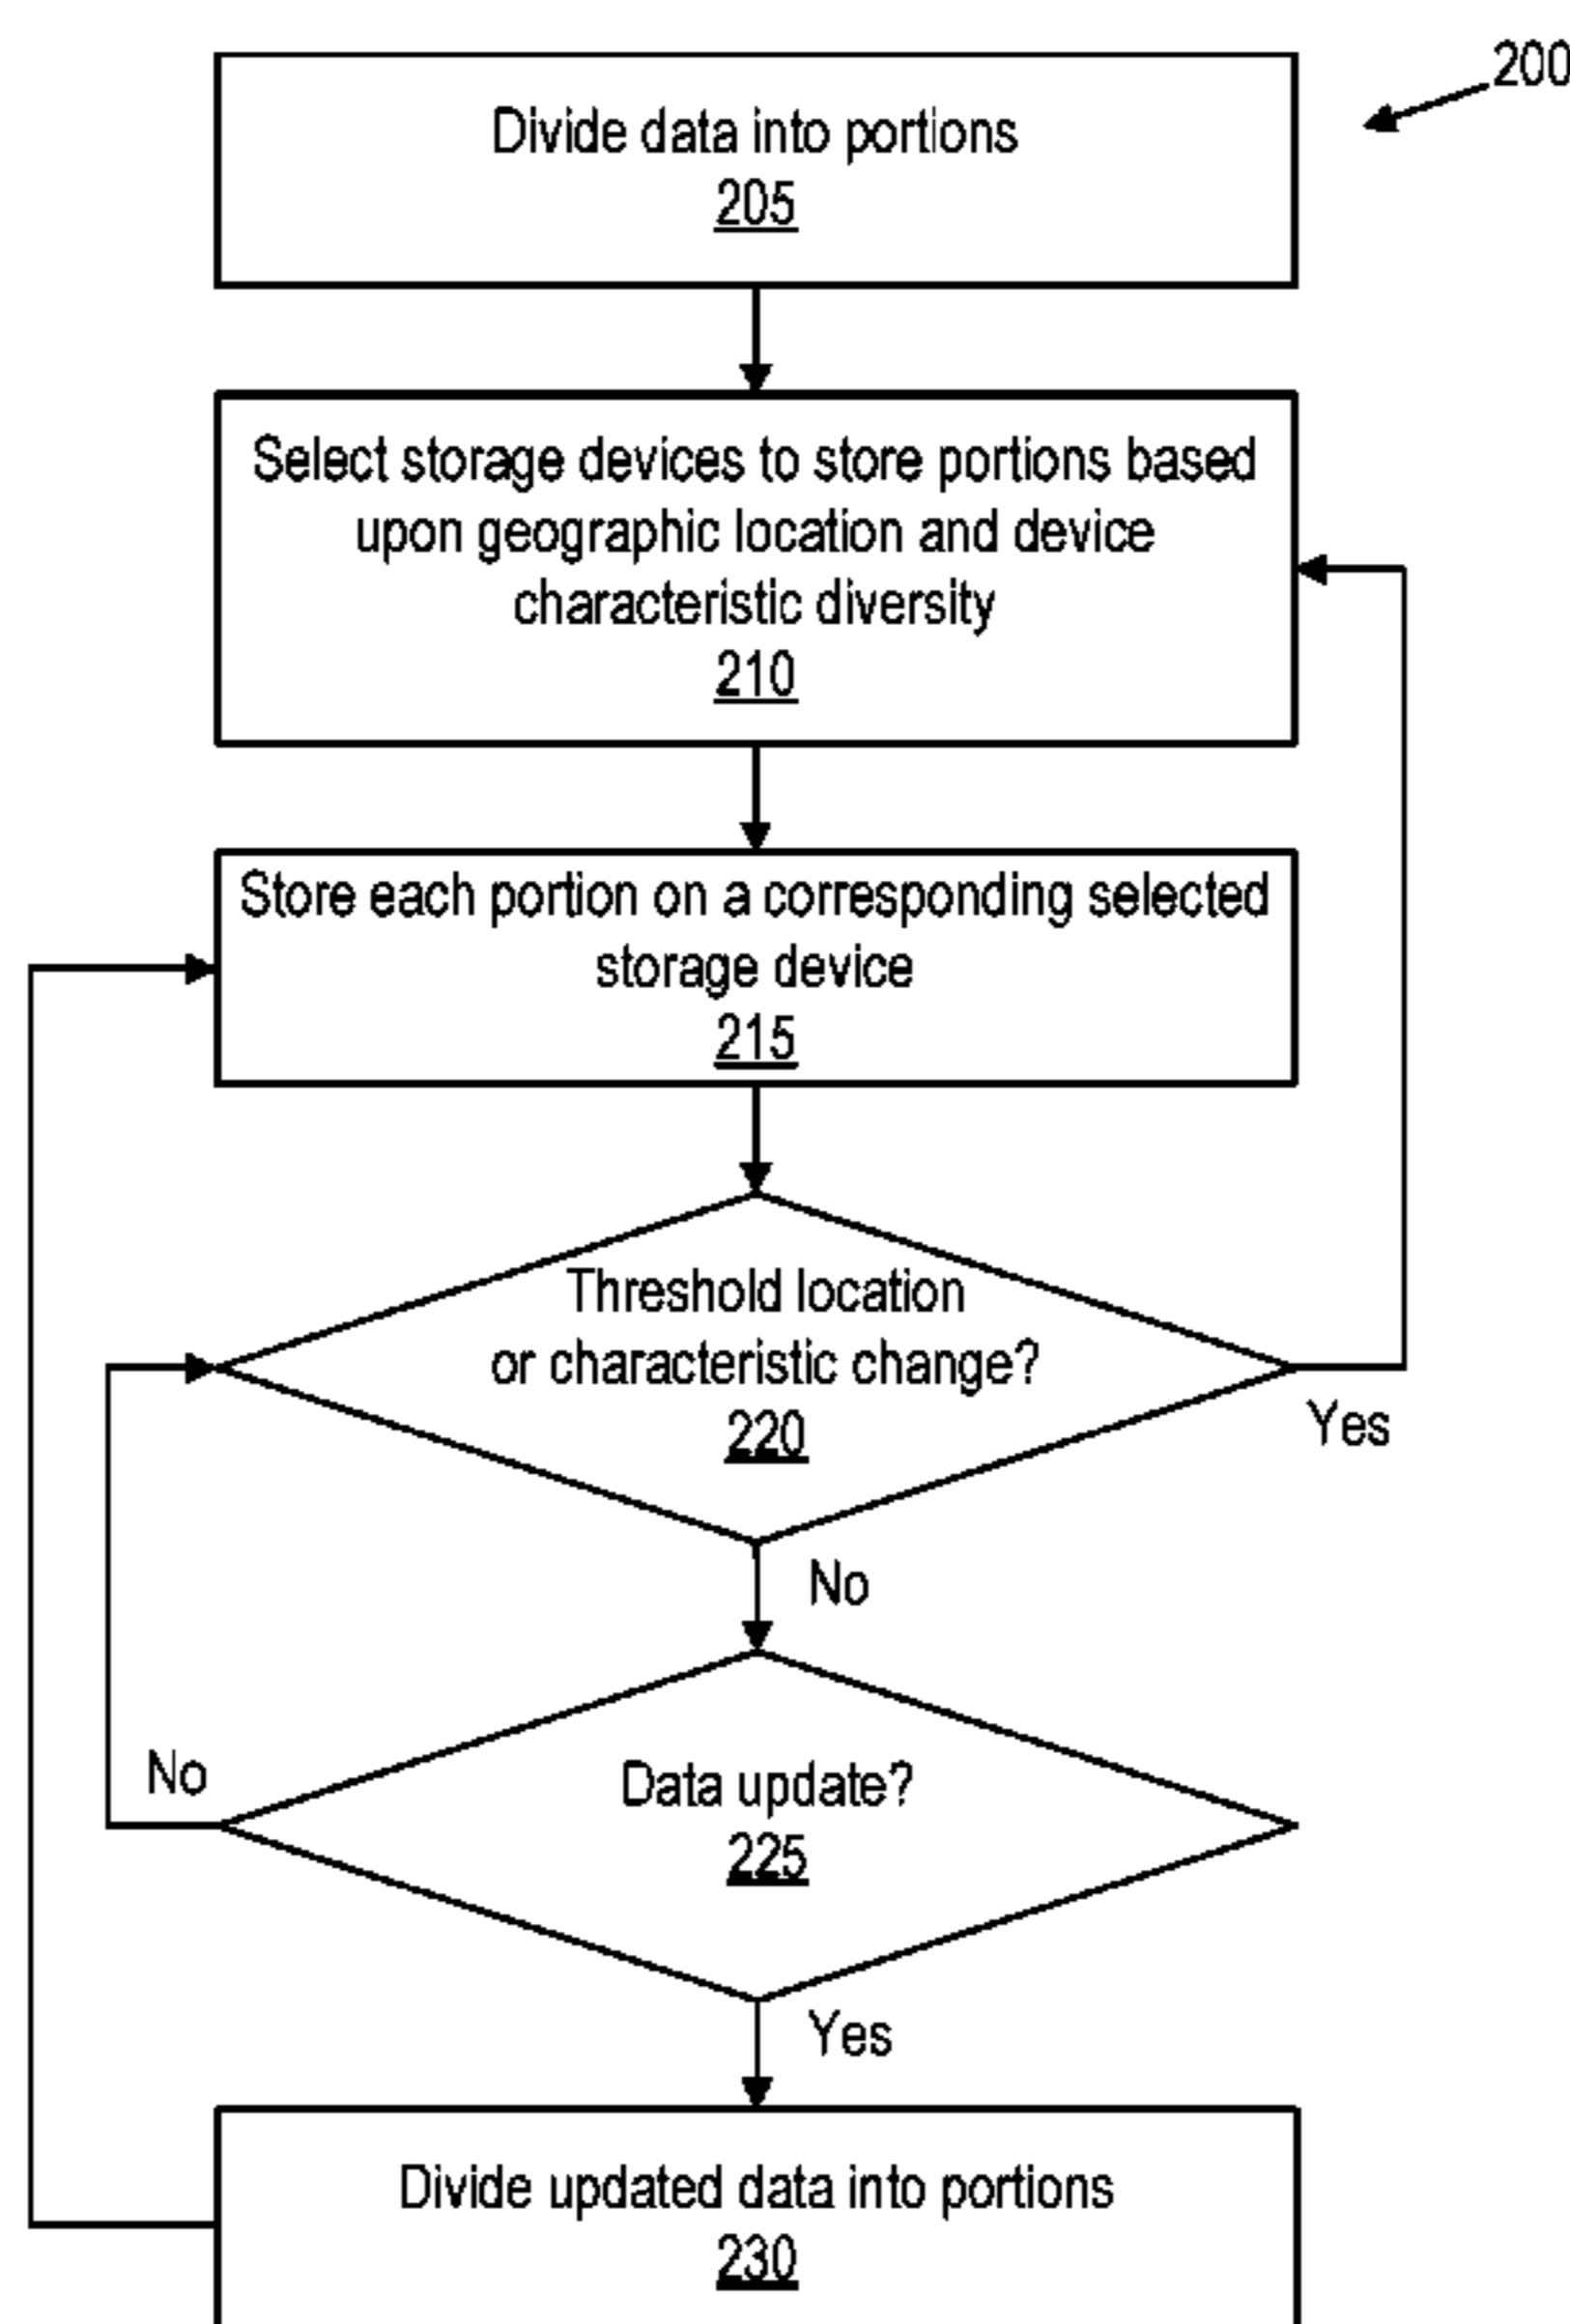 200
Divide data into portions
205
Select storage devices to store portions based
upon geographic location and device
characteristic diversity
210
Store each portion on a corresponding selected
storage device
215
Threshold location
or characteristic change?
220
Yes
No
Data update?
225
No
Yes
Divide updated data into portions
230